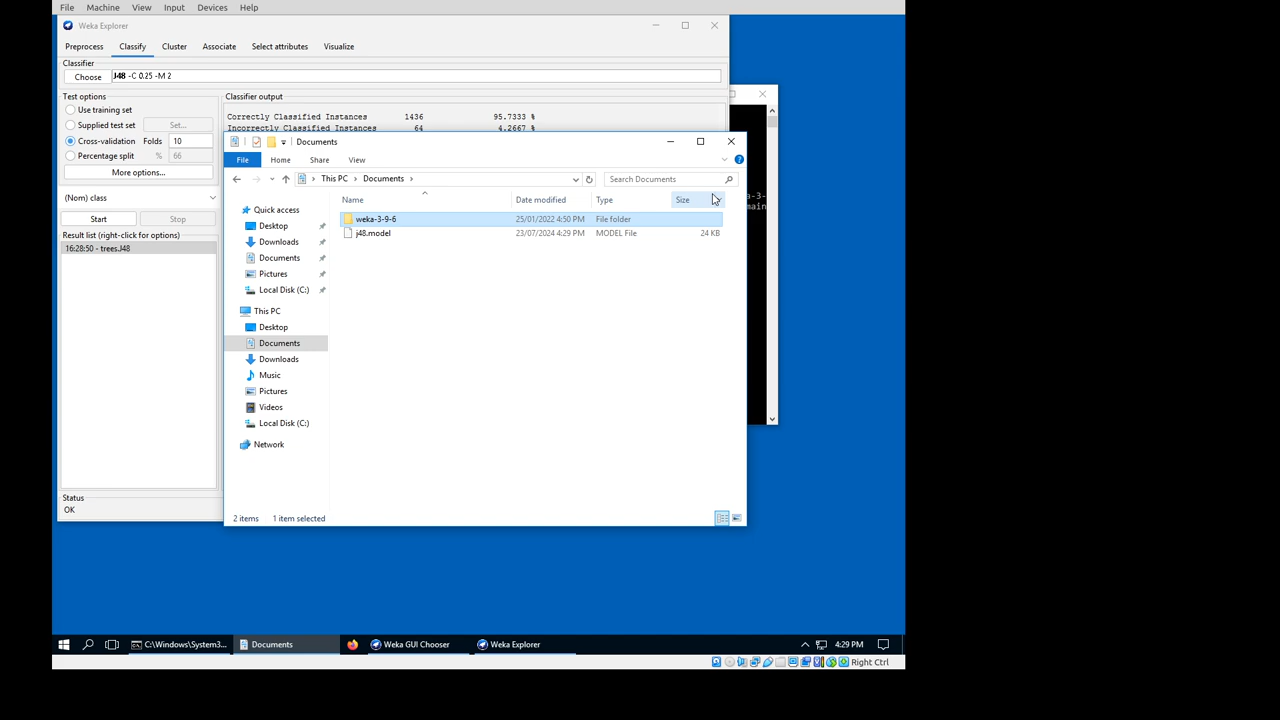 File Machine View Input Devices Help
Weka Explorer
Preprocess Classify Cluster Associate Select attributes Visualize
Classifier
Choose J48 -C 0.25 -M 2
Test options
Use training set
Supplied test set Set...
Cross-validation Folds 10
Percentage split % 66
More options...
(Nom) class
Start Stop
Result list (right-click for options)
16:28:50 - trees.J48
Status
OK
Classifier output
Correctly Classified Instances 1436 95.7333 %
Incorrectly Classified Instances 64 4.2667 %
Documents
File Home Share View
This PC Documents
Search Documents
Name Date modified Type Size
weka-3-9-6 25/01/2022 4:50 PM File folder
j48.model 23/07/2024 4:29 PM MODEL File 24 KB
Quick access
Desktop
Downloads
Documents
Pictures
Local Disk (C:)
This PC
Desktop
Documents
Downloads
Music
Pictures
Videos
Local Disk (C:)
Network
2 items 1 item selected
a-3-
main
C:\Windows\System3... Documents Weka GUI Chooser Weka Explorer 4:29 PM
Right Ctrl